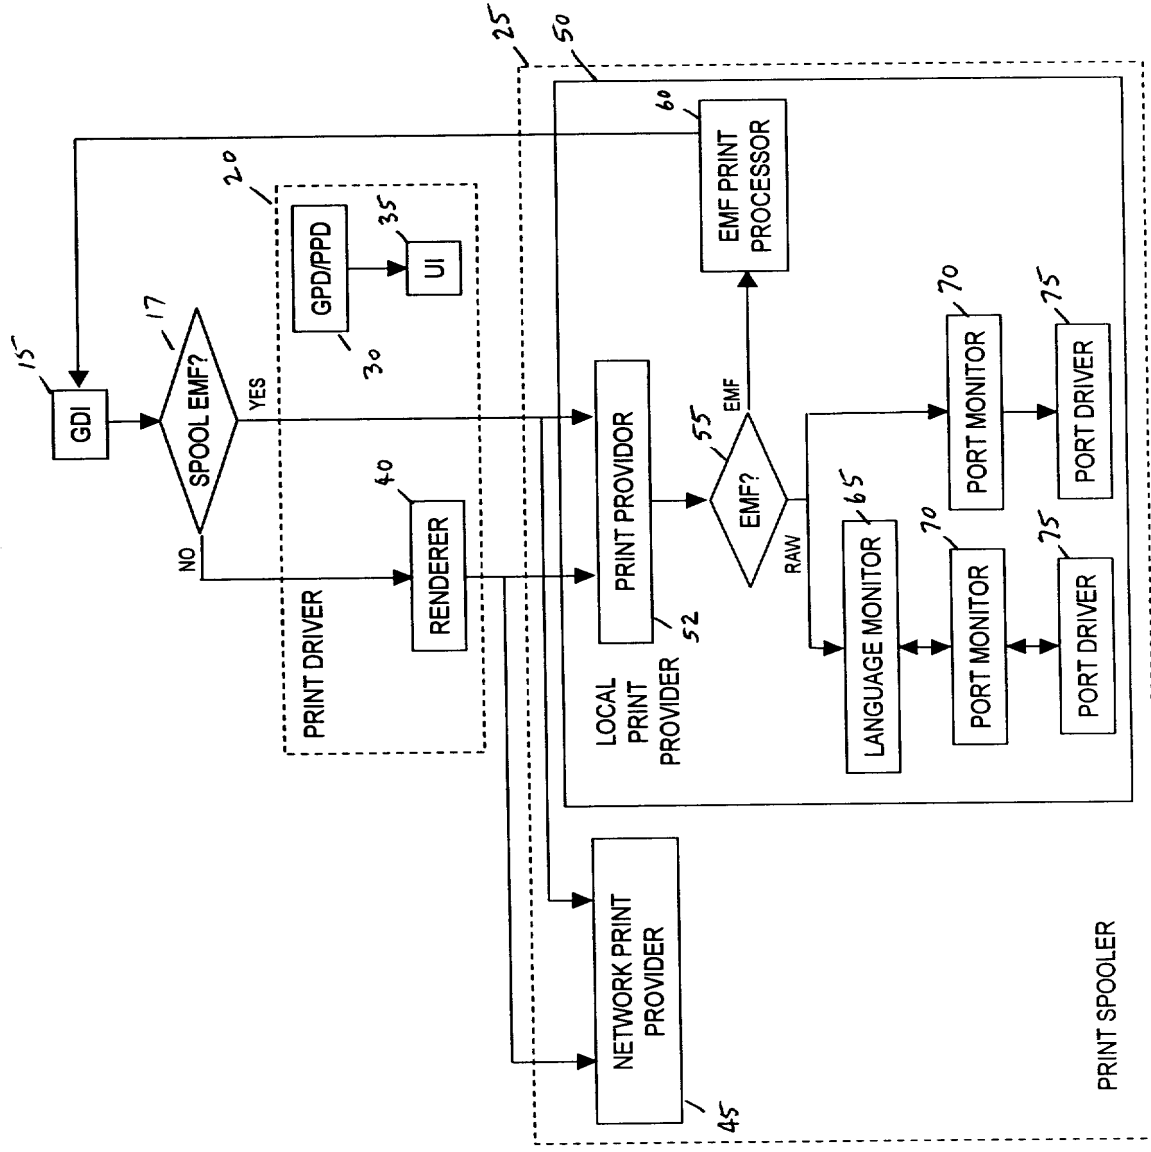 15
GDI
17
SPOOL EMF?
NO
YES
20
PRINT DRIVER
GPD/PPD
30
UI
35
RENDERER
40
25
50
PRINT PROVIDOR
52
LOCAL
PRINT
PROVIDER
NETWORK PRINT
PROVIDER
45
EMF?
55
EMF
RAW
EMF PRINT
PROCESSOR
60
LANGUAGE MONITOR
65
PORT MONITOR
70
PORT MONITOR
70
PORT DRIVER
75
PORT DRIVER
75
PRINT SPOOLER